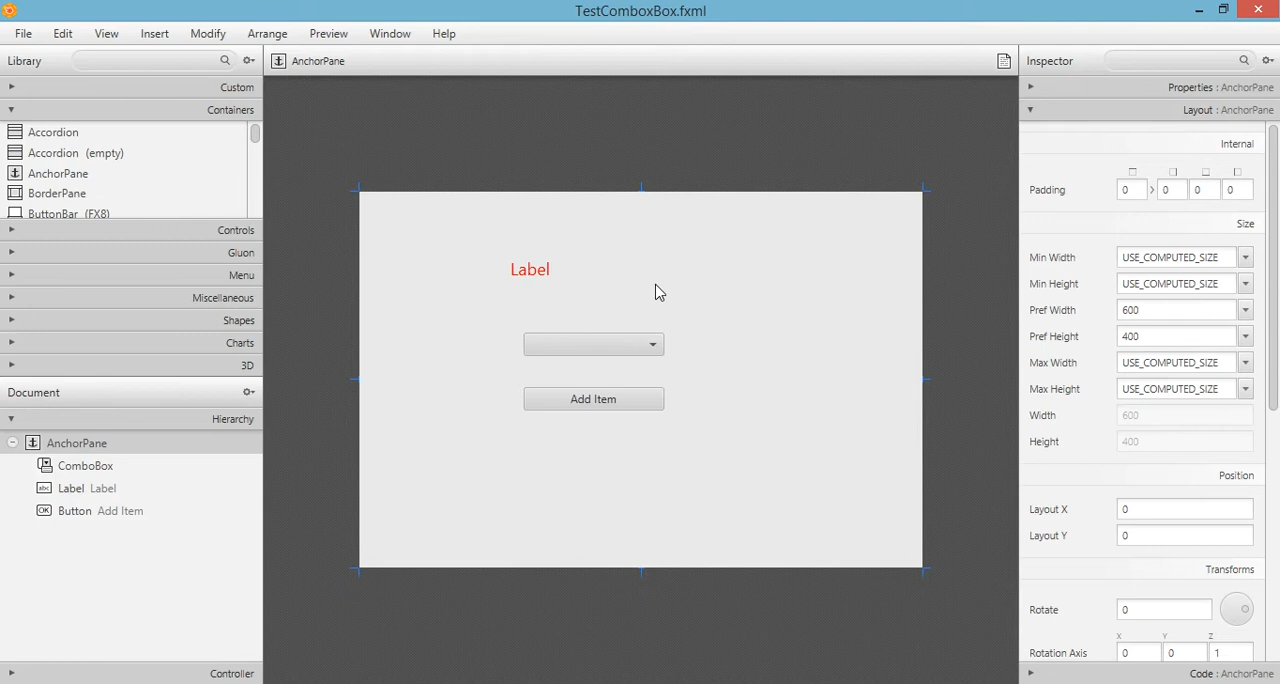 TestComboxBox.fxml
File Edit View Insert Modify Arrange Preview Window Help
Library
AnchorPane
Inspector
Custom
Containers
Accordion
Accordion (empty)
AnchorPane
BorderPane
ButtonBar (FX8)
Controls
Gluon
Menu
Miscellaneous
Shapes
Charts
3D
Document
Hierarchy
AnchorPane
ComboBox
abc Label Label
OK Button Add Item
Controller
Label
Add Item
Properties : AnchorPane
Layout : AnchorPane
Internal
Padding 0 0 0 0
Size
Min Width USE_COMPUTED_SIZE
Min Height USE_COMPUTED_SIZE
Pref Width 600
Pref Height 400
Max Width USE_COMPUTED_SIZE
Max Height USE_COMPUTED_SIZE
Width 600
Height 400
Position
Layout X 0
Layout Y 0
Transforms
Rotate 0
X Y Z
Rotation Axis 0 0 1
Code : AnchorPane